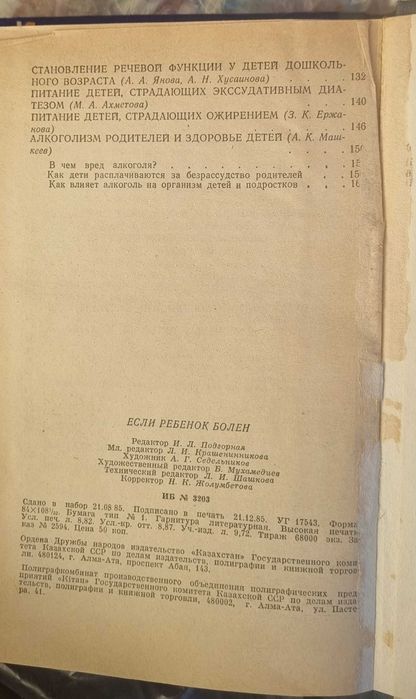 СТАНОВЛЕНИЕ РЕЧЕВОЙ ФУНКЦИИ У ДЕТЕЙ ДОШКОЛЬ-
НОГО ВОЗРАСТА (А. А. Янова, А. Н. Хусаинова) . . . . 132
ПИТАНИЕ ДЕТЕЙ, СТРАДАЮЩИХ ЭКССУДАТИВНЫМ ДИА-
ТЕЗОМ (М. А. Ахметова) . . . . 140
ПИТАНИЕ ДЕТЕЙ, СТРАДАЮЩИХ ОЖИРЕНИЕМ (З. К. Ержа-
нова) . . . . 146
АЛКОГОЛИЗМ РОДИТЕЛЕЙ И ЗДОРОВЬЕ ДЕТЕЙ (А. К. Маш-
кеев) . . . . 15
В чем вред алкоголя? . . . . 15
Как дети расплачиваются за безрассудство родителей . . . . 15
Как влияет алкоголь на организм детей и подростков . . . 16
ЕСЛИ РЕБЕНОК БОЛЕН
Редактор И. Л. Подгорная
Мл. редактор Л. И. Крашенинникова
Художник А. Г. Седельников
Художественный редактор Б. Мухамедиев
Технический редактор Л. И. Шашкова
Корректор Н. К. Жолумбетова
ИБ № 3203
Сдано в набор 21.08.85. Подписано в печать 21.12.85. УГ 17543. Форма
84×108¹/₃₂. Бумага тип № 1. Гарнитура литературная. Высокая печать
Усл. печ. л. 8,82. Усл.-кр. отт. 8,87. Уч.-изд. л. 9,72. Тираж 68000 экз. За-
каз № 2594. Цена 50 коп.
Ордена Дружбы народов издательство «Казахстан» Государственного коми-
тета Казахской ССР по делам издательств, полиграфии и книжной торгов-
ли, 480124, г. Алма-Ата, проспект Абая, 143.
Полиграфкомбинат производственного объединения полиграфических пред-
приятий «Кітап» Государственного комитета Казахской ССР по делам изда-
тельств, полиграфии и книжной торговли, 480002, г. Алма-Ата, ул. Пасте-
ра, 41.